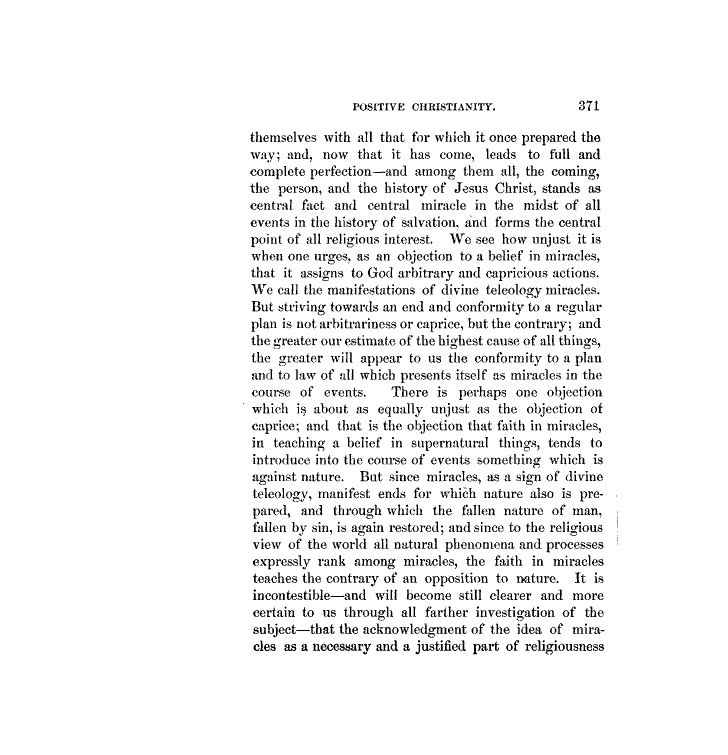 POSITIVE CHRISTIANITY. 371
themselves with all that for which it once prepared the
way; and, now that it has come, leads to full and
complete perfection—and among them all, the coming,
the person, and the history of Jesus Christ, stands as
central fact and central miracle in the midst of all
events in the history of salvation, and forms the central
point of all religious interest. We see how unjust it is
when one urges, as an objection to a belief in miracles,
that it assigns to God arbitrary and capricious actions.
We call the manifestations of divine teleology miracles.
But striving towards an end and conformity to a regular
plan is not arbitrariness or caprice, but the contrary; and
the greater our estimate of the highest cause of all things,
the greater will appear to us the conformity to a plan
and to law of all which presents itself as miracles in the
course of events. There is perhaps one objection
which is about as equally unjust as the objection of
caprice; and that is the objection that faith in miracles,
in teaching a belief in supernatural things, tends to
introduce into the course of events something which is
against nature. But since miracles, as a sign of divine
teleology, manifest ends for which nature also is pre-
pared, and through which the fallen nature of man,
fallen by sin, is again restored; and since to the religious
view of the world all natural phenomena and processes
expressly rank among miracles, the faith in miracles
teaches the contrary of an opposition to nature. It is
incontestible—and will become still clearer and more
certain to us through all farther investigation of the
subject—that the acknowledgment of the idea of mira-
cles as a necessary and a justified part of religiousness